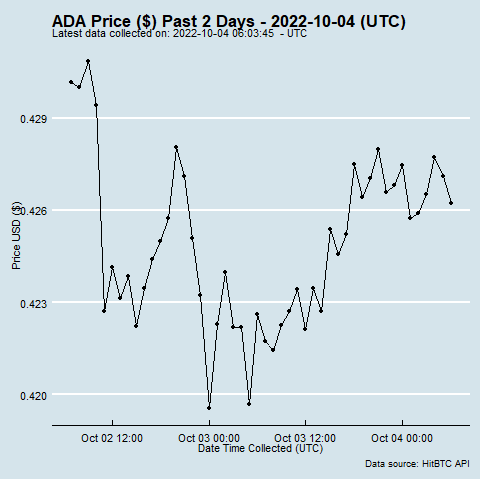 ADA Price ($) Past 2 Days - 2022-10-04 (UTC)
Latest data collected on: 2022-10-04 06:03:45 - UTC
0.429
0.426
0.423
0.420
Price USD ($)
Oct 02 12:00 Oct 03 00:00 Oct 03 12:00 Oct 04 00:00
Date Time Collected (UTC)
Data source: HitBTC API